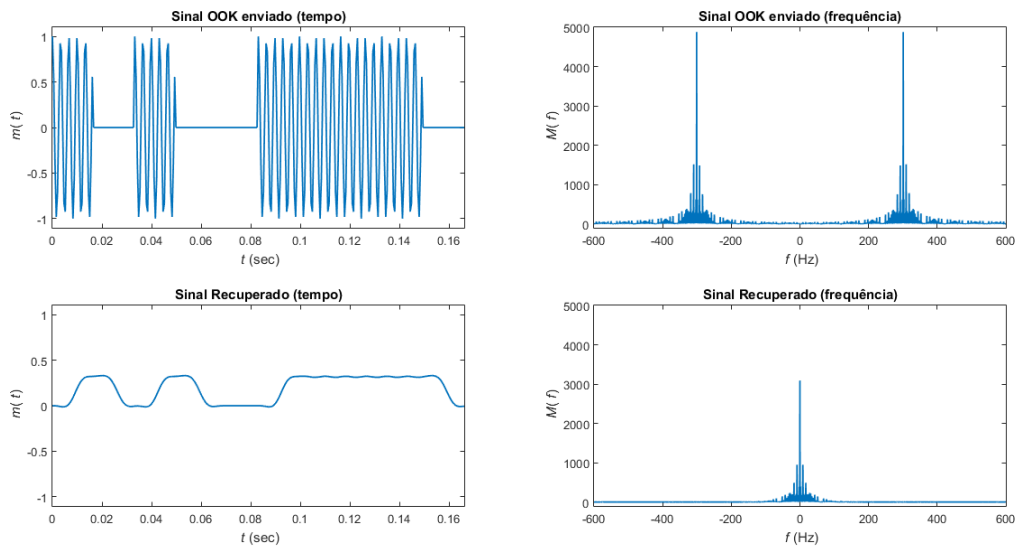 Sinal OOK enviado (tempo)
1
0.5
0
-0.5
-1
m( t)
0 0.02 0.04 0.06 0.08 0.10 0.12 0.14 0.16
t (sec)
Sinal OOK enviado (frequência)
5000
4000
3000
2000
1000
0
M( f)
-600 -400 -200 0 200 400 600
f (Hz)
Sinal Recuperado (tempo)
1
0.5
0
-0.5
-1
m( t)
0 0.02 0.04 0.06 0.08 0.10 0.12 0.14 0.16
t (sec)
Sinal Recuperado (frequência)
5000
4000
3000
2000
1000
0
M( f)
-600 -400 -200 0 200 400 600
f (Hz)